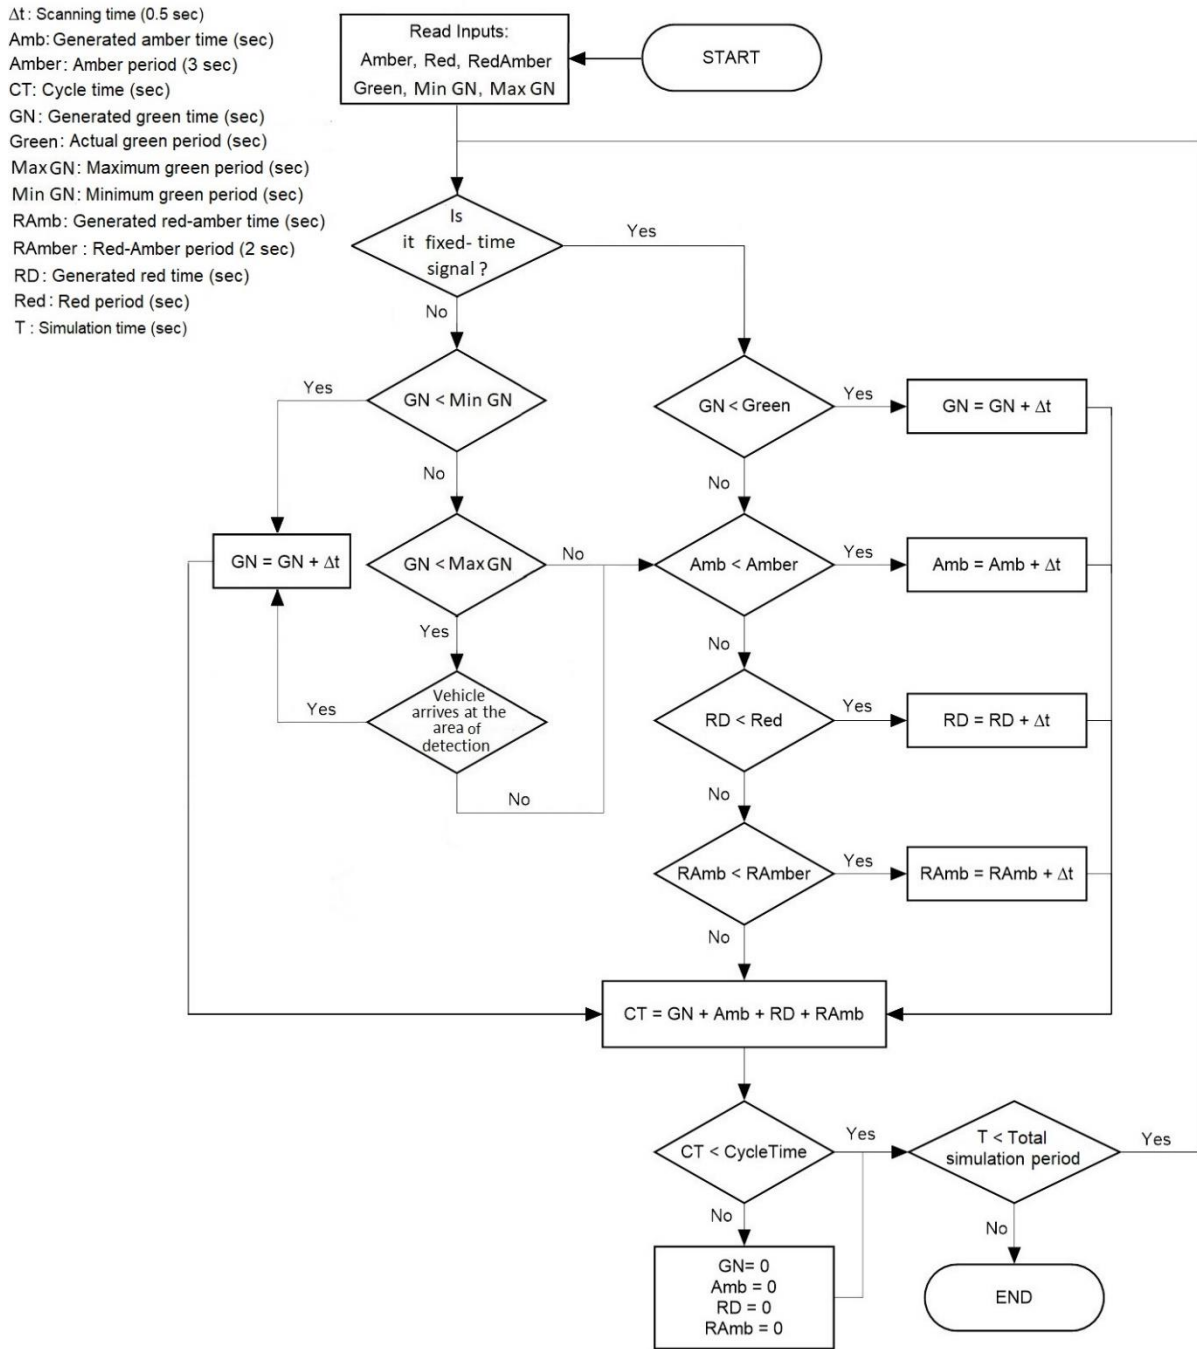 Δt: Scanning time (0.5 sec)
Amb: Generated amber time (sec)
Amber: Amber period (3 sec)
CT: Cycle time (sec)
GN: Generated green time (sec)
Green: Actual green period (sec)
Max GN: Maximum green period (sec)
Min GN: Minimum green period (sec)
RAmb: Generated red-amber time (sec)
RAmber : Red-Amber period (2 sec)
RD: Generated red time (sec)
Red: Red period (sec)
T : Simulation time (sec)
Read Inputs:
Amber, Red, RedAmber
Green, Min GN, Max GN
START
Is
it fixed- time
signal ?
Yes
No
GN < Min GN
Yes
No
GN < Green
Yes
GN = GN + Δt
No
GN = GN + Δt
GN < Max GN
No
Yes
Amb < Amber
Yes
Amb = Amb + Δt
No
Vehicle
arrives at the
area of
detection
Yes
No
RD < Red
Yes
RD = RD + Δt
No
RAmb < RAmber
Yes
RAmb = RAmb + Δt
No
CT = GN + Amb + RD + RAmb
CT < CycleTime
Yes
No
T < Total
simulation period
Yes
No
GN= 0
Amb = 0
RD = 0
RAmb = 0
END